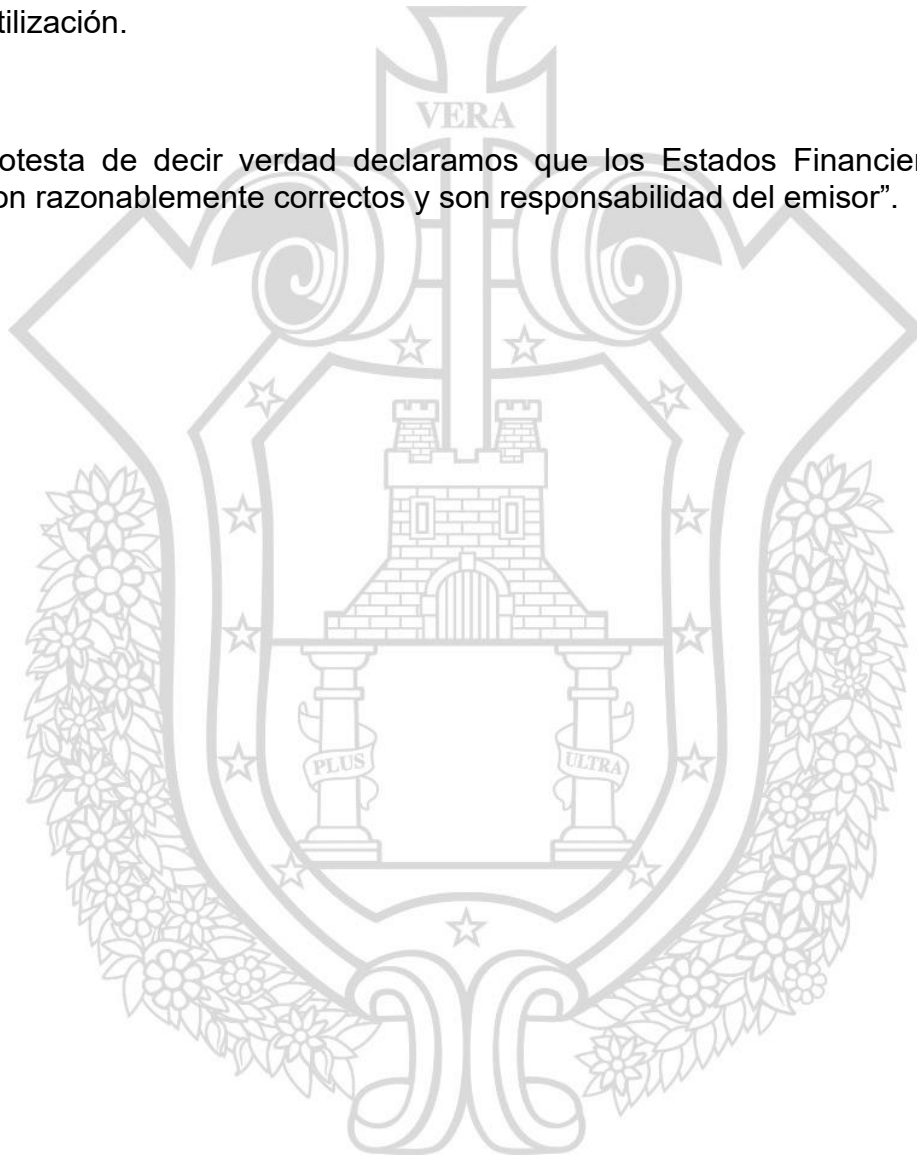 tilización.
VERA
otesta de decir verdad declaramos que los Estados Financier
on razonablemente correctos y son responsabilidad del emisor”.
PLUS
ULTRA